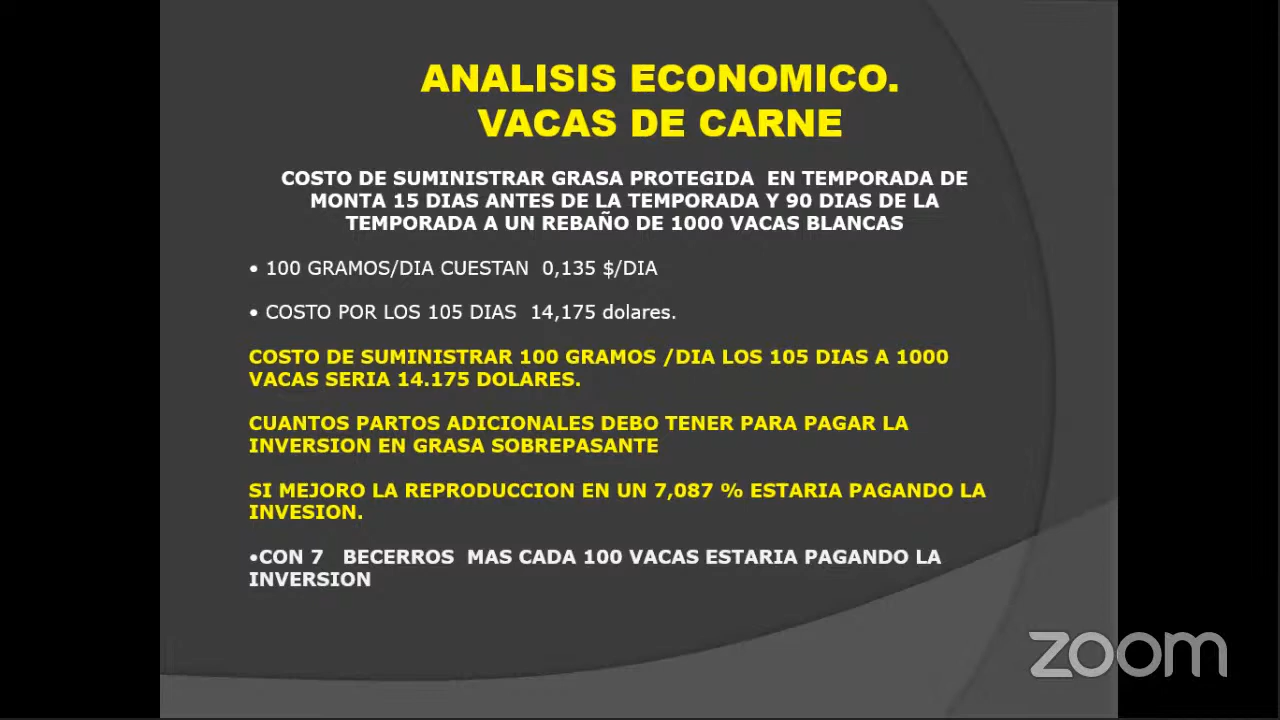 ANALISIS ECONOMICO.
VACAS DE CARNE
COSTO DE SUMINISTRAR GRASA PROTEGIDA EN TEMPORADA DE
MONTA 15 DIAS ANTES DE LA TEMPORADA Y 90 DIAS DE LA
TEMPORADA A UN REBAÑO DE 1000 VACAS BLANCAS
• 100 GRAMOS/DIA CUESTAN 0,135 $/DIA
• COSTO POR LOS 105 DIAS 14,175 dolares.
COSTO DE SUMINISTRAR 100 GRAMOS /DIA LOS 105 DIAS A 1000
VACAS SERIA 14.175 DOLARES.
CUANTOS PARTOS ADICIONALES DEBO TENER PARA PAGAR LA
INVERSION EN GRASA SOBREPASANTE
SI MEJORO LA REPRODUCCION EN UN 7,087 % ESTARIA PAGANDO LA
INVESION.
•CON 7 BECERROS MAS CADA 100 VACAS ESTARIA PAGANDO LA
INVERSION
zoom